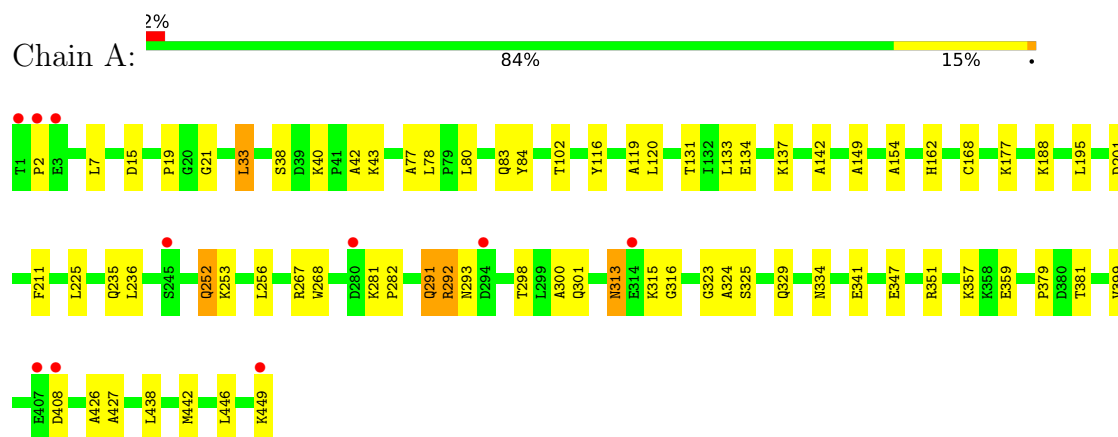 2%
Chain A:
84% 15% •
T1 P2 E3 L7 D15 P19 G20 G21 L33 S38 D39 K40 P41 A42 K43 A77 L78 P79 L80 Q83 Y84 T102 Y116 A119 L120 T131 I132 L133 E134 K137 A142 A149 A154 H162 C168 K177 K188 L195
F211 L225 Q235 L236 S245 Q252 K253 L256 R267 W268 D280 K281 P282 Q291 R292 N293 D294 T298 L299 A300 Q301 N313 E314 K315 G316 G323 A324 S325 Q329 N334 E341 E347 R351 K357 K358 E359 P379 D380 T381
E407 D408 A426 A427 L438 M442 L446 K449